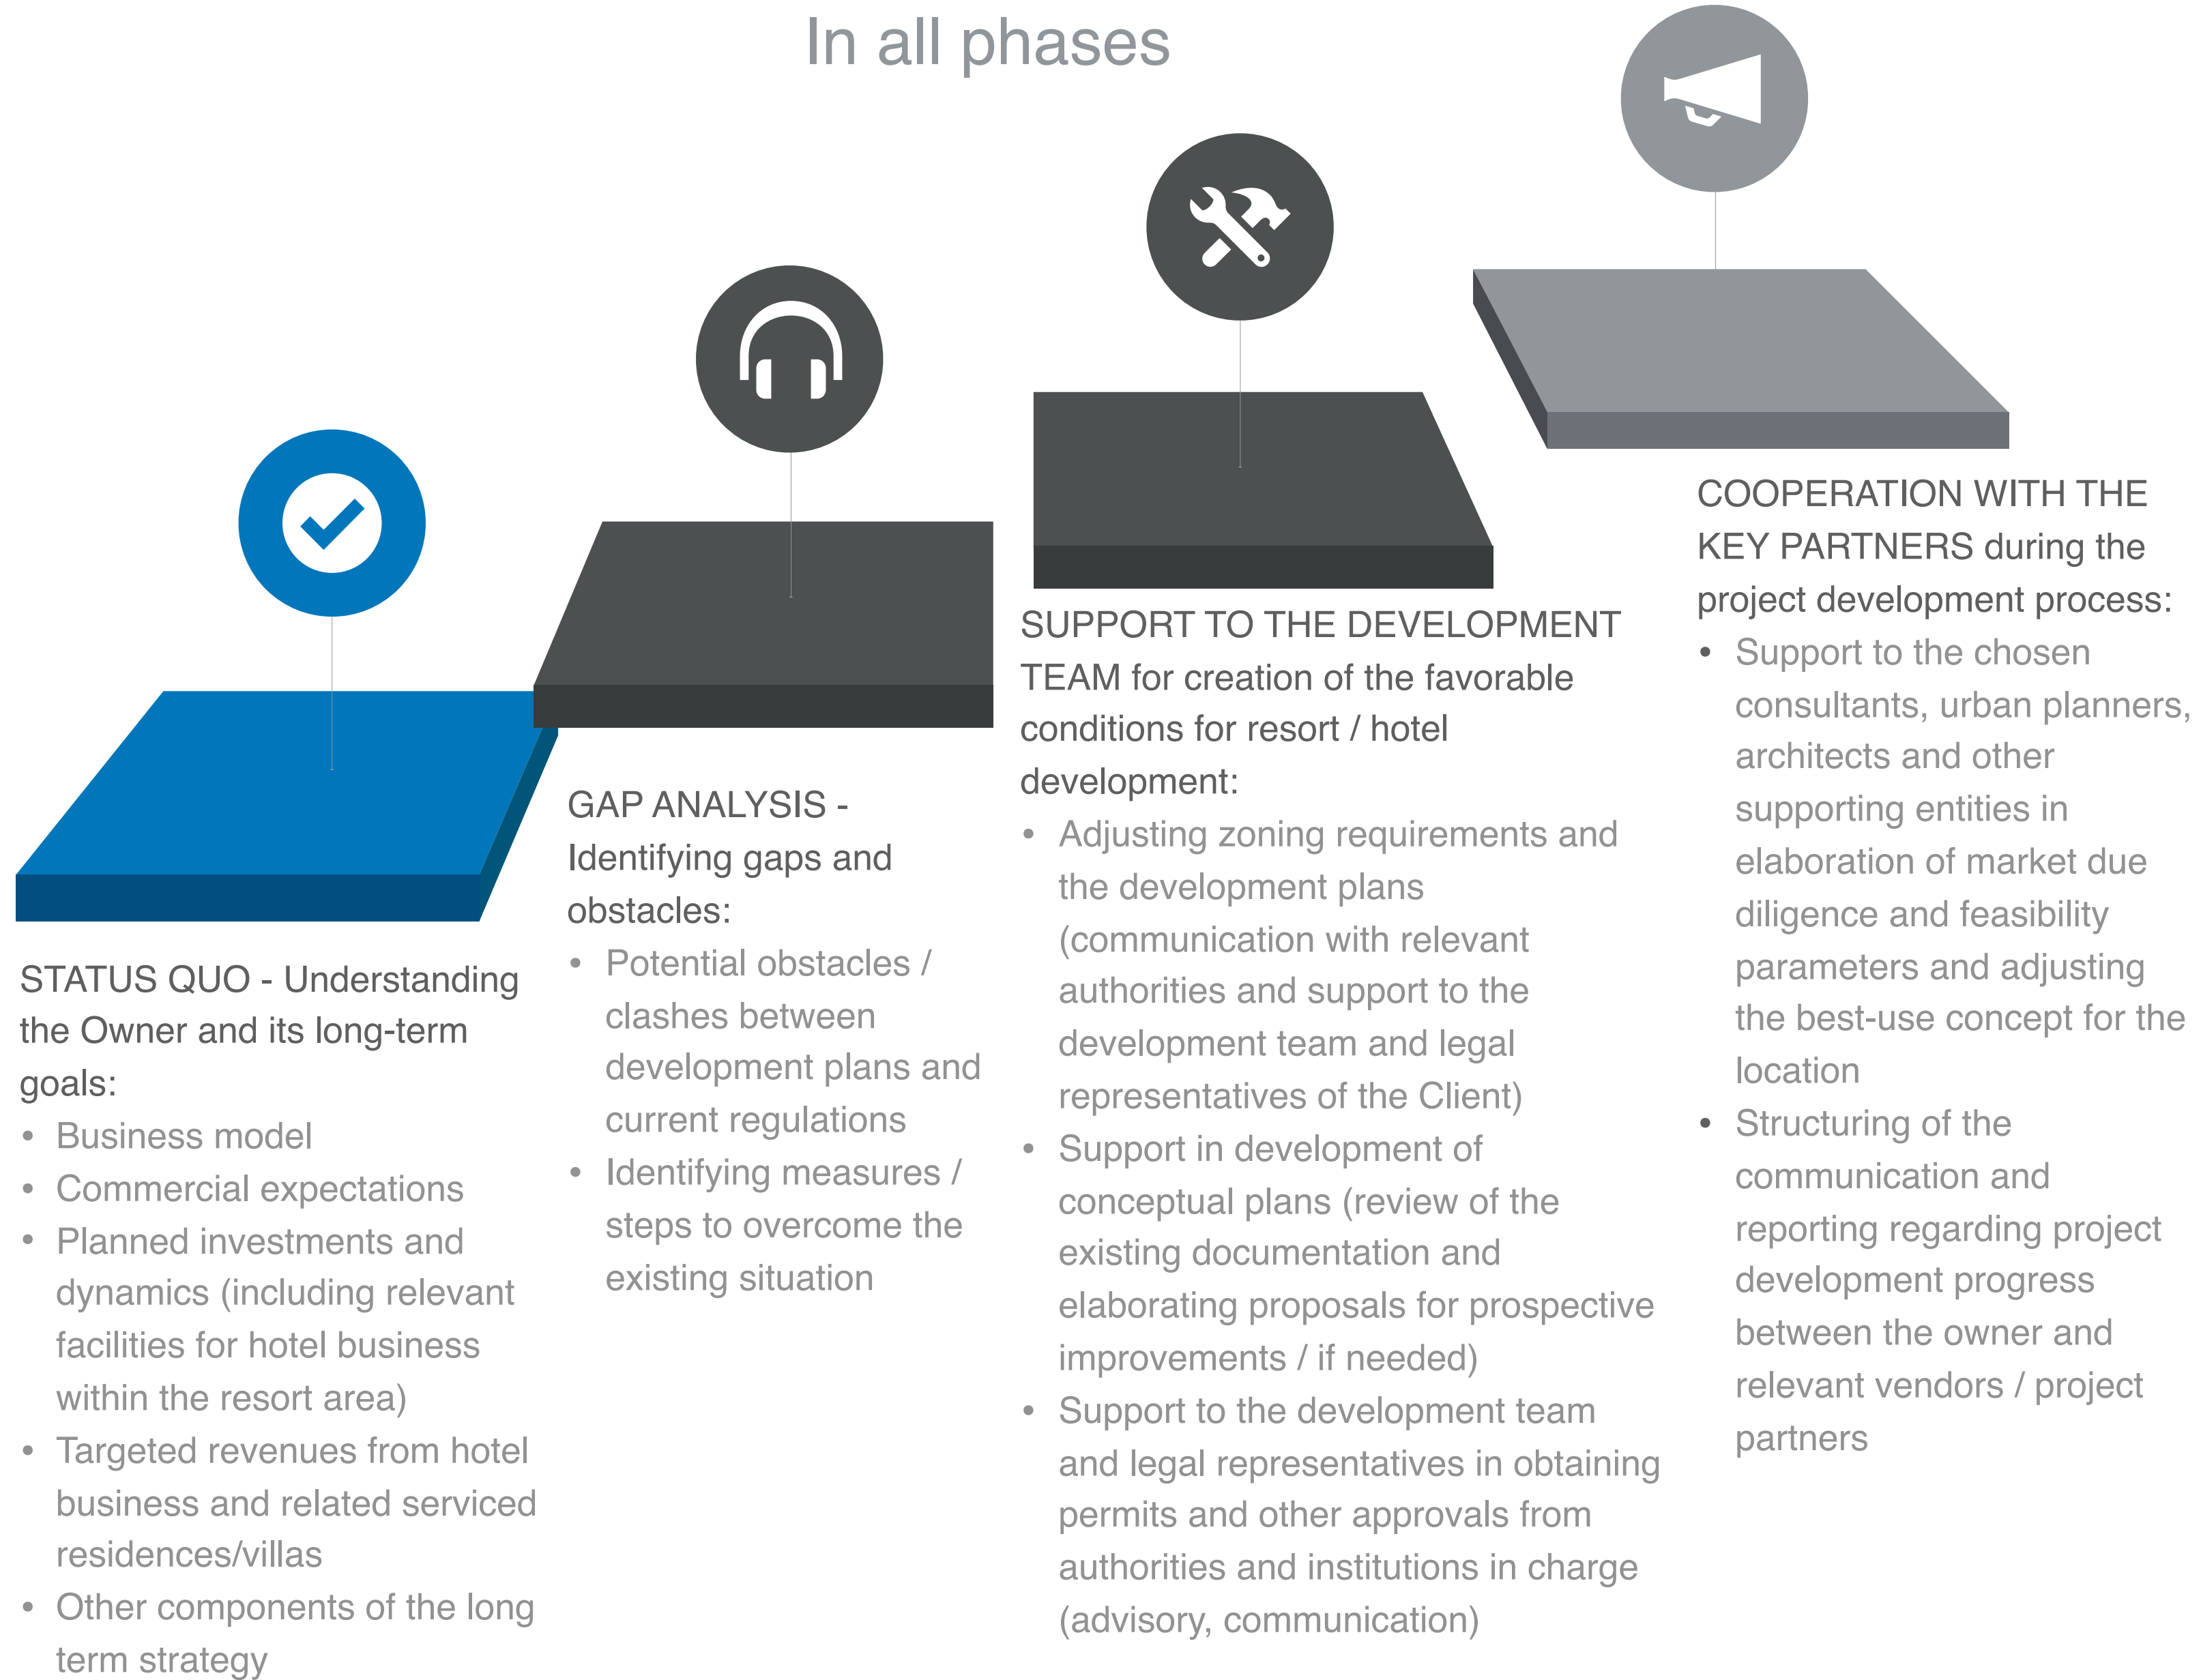 In all phases
STATUS QUO - Understanding
the Owner and its long-term
goals:
• Business model
• Commercial expectations
• Planned investments and
dynamics (including relevant
facilities for hotel business
within the resort area)
• Targeted revenues from hotel
business and related serviced
residences/villas
• Other components of the long
term strategy
GAP ANALYSIS -
Identifying gaps and
obstacles:
• Potential obstacles /
clashes between
development plans and
current regulations
• Identifying measures /
steps to overcome the
existing situation
SUPPORT TO THE DEVELOPMENT
TEAM for creation of the favorable
conditions for resort / hotel
development:
• Adjusting zoning requirements and
the development plans
(communication with relevant
authorities and support to the
development team and legal
representatives of the Client)
• Support in development of
conceptual plans (review of the
existing documentation and
elaborating proposals for prospective
improvements / if needed)
• Support to the development team
and legal representatives in obtaining
permits and other approvals from
authorities and institutions in charge
(advisory, communication)
COOPERATION WITH THE
KEY PARTNERS during the
project development process:
• Support to the chosen
consultants, urban planners,
architects and other
supporting entities in
elaboration of market due
diligence and feasibility
parameters and adjusting
the best-use concept for the
location
• Structuring of the
communication and
reporting regarding project
development progress
between the owner and
relevant vendors / project
partners